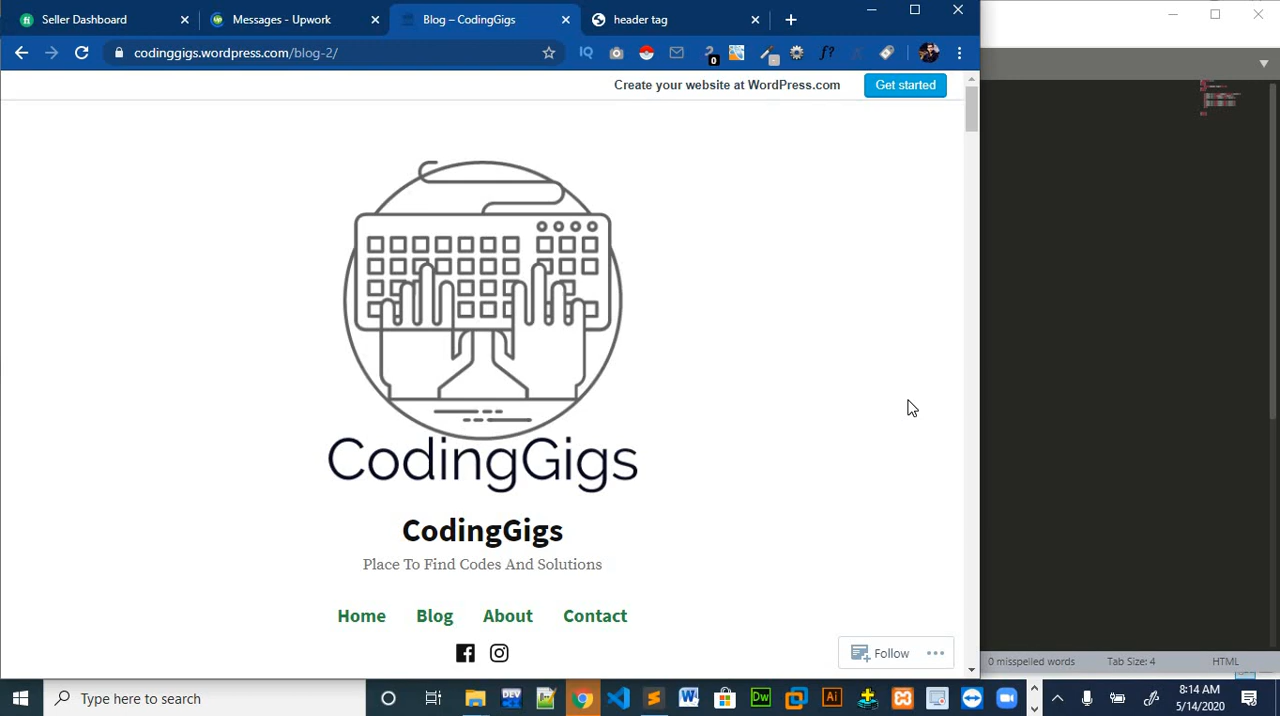 Seller Dashboard
Messages - Upwork
Blog – CodingGigs
header tag
codinggigs.wordpress.com/blog-2/
Create your website at WordPress.com
Get started
CodingGigs
CodingGigs
Place To Find Codes And Solutions
Home Blog About Contact
Follow
0 misspelled words
Tab Size: 4
HTML
Type here to search
8:14 AM
5/14/2020